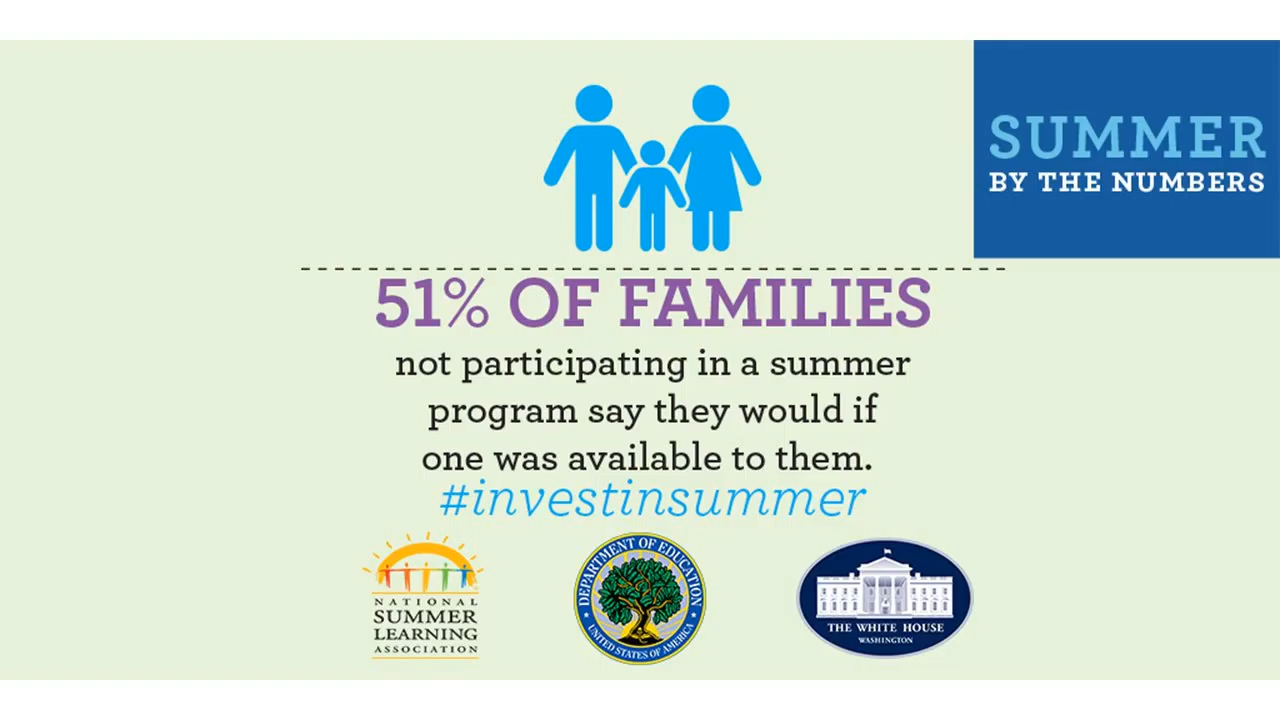 SUMMER
BY THE NUMBERS
51% OF FAMILIES
not participating in a summer
program say they would if
one was available to them.
#investinsummer
NATIONAL
SUMMER
LEARNING
ASSOCIATION
DEPARTMENT OF EDUCATION
UNITED STATES OF AMERICA
THE WHITE HOUSE
WASHINGTON